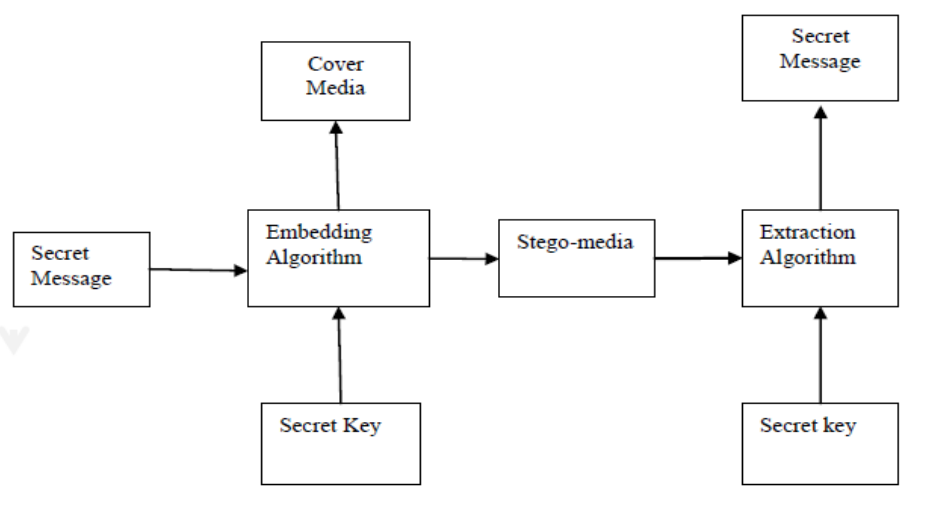 Cover
Media
Secret
Message
Secret
Message
Embedding
Algorithm
Stego-media
Extraction
Algorithm
Secret Key
Secret key